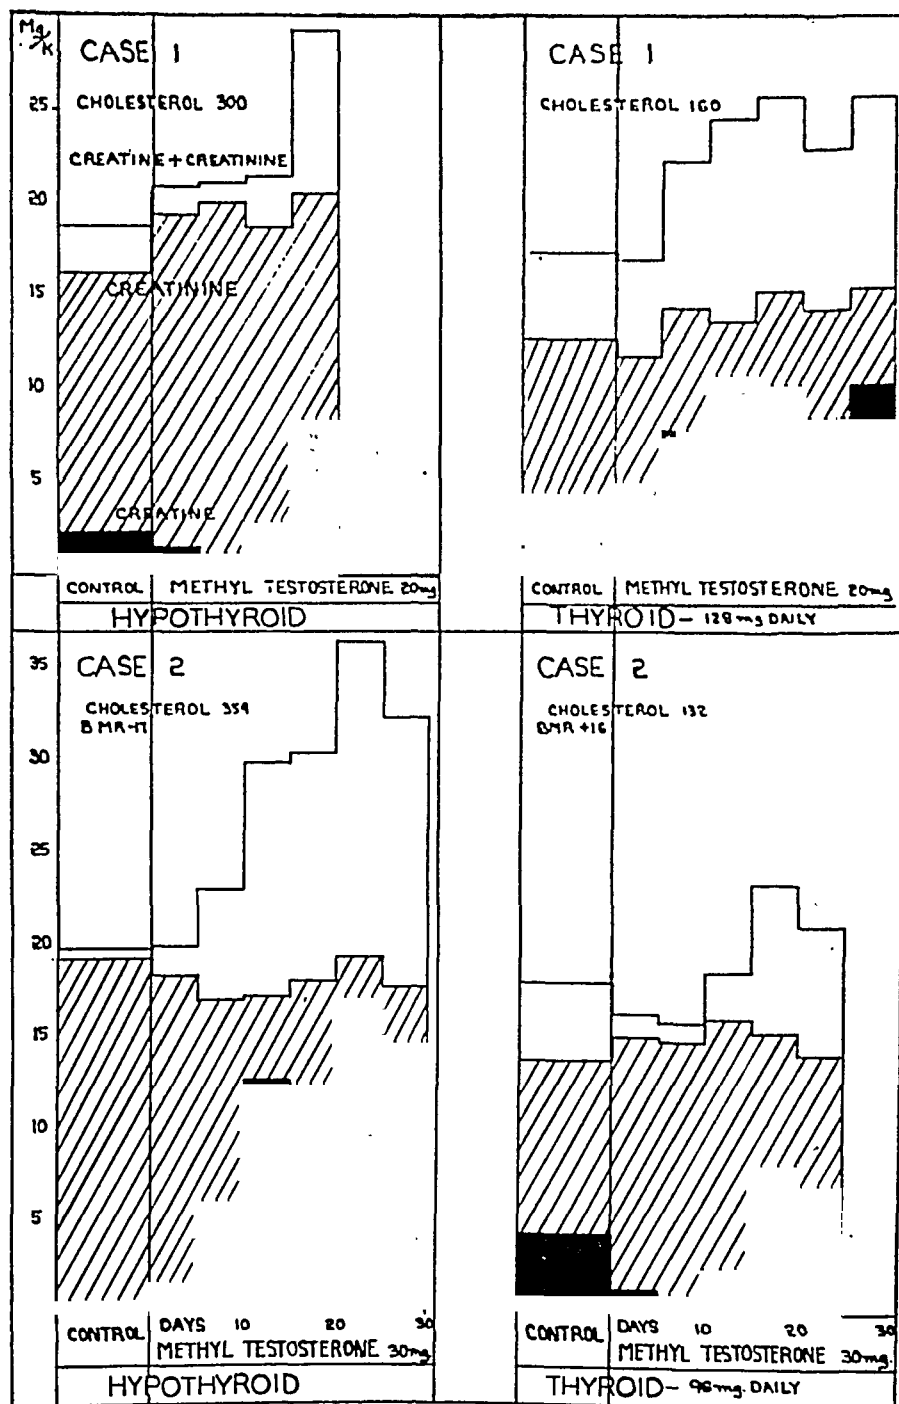 Mg/K
CASE 1
CHOLESTEROL 300
CREATINE + CREATININE
CREATININE
CREATINE
25
20
15
10
5
CONTROL
METHYL TESTOSTERONE 20mg
HYPOTHYROID
CASE 1
CHOLESTEROL 160
CONTROL
METHYL TESTOSTERONE 20mg
THYROID - 128 mg DAILY
35
30
25
20
15
10
5
CASE 2
CHOLESTEROL 354
BMR-17
CONTROL
DAYS 10 20 30
METHYL TESTOSTERONE 30mg.
HYPOTHYROID
CASE 2
CHOLESTEROL 132
BMR +16
CONTROL
DAYS 10 20 30
METHYL TESTOSTERONE 30mg.
THYROID - 96mg. DAILY